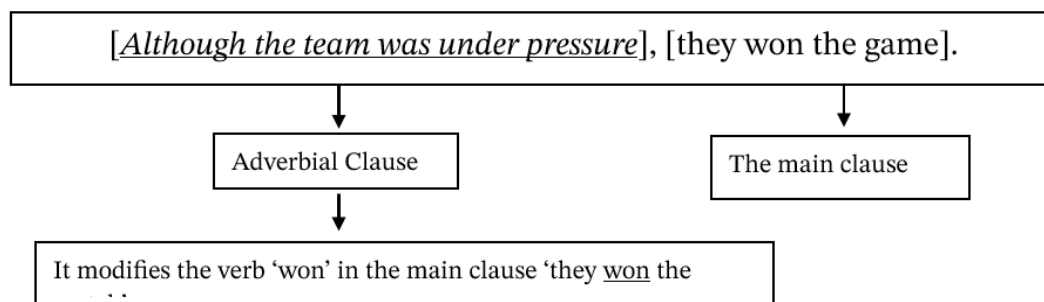 [Although the team was under pressure], [they won the game].
Adverbial Clause
The main clause
It modifies the verb ‘won’ in the main clause ‘they won the